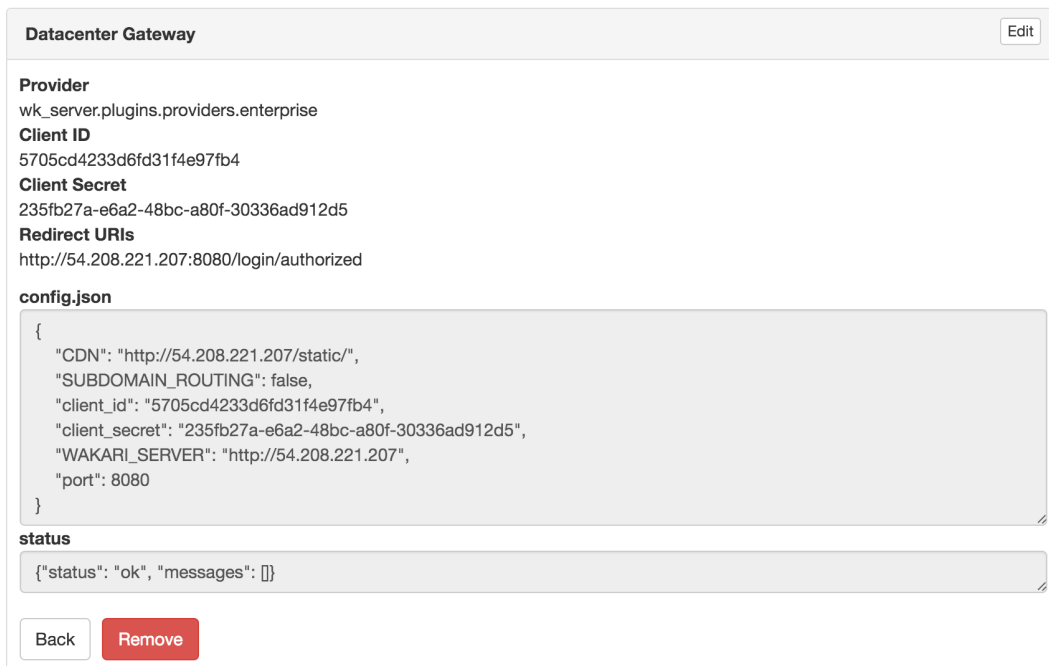 Datacenter Gateway
Edit
Provider
wk_server.plugins.providers.enterprise
Client ID
5705cd4233d6fd31f4e97fb4
Client Secret
235fb27a-e6a2-48bc-a80f-30336ad912d5
Redirect URIs
http://54.208.221.207:8080/login/authorized
config.json
{
"CDN": "http://54.208.221.207/static/",
"SUBDOMAIN_ROUTING": false,
"client_id": "5705cd4233d6fd31f4e97fb4",
"client_secret": "235fb27a-e6a2-48bc-a80f-30336ad912d5",
"WAKARI_SERVER": "http://54.208.221.207",
"port": 8080
}
status
{"status": "ok", "messages": []}
Back
Remove